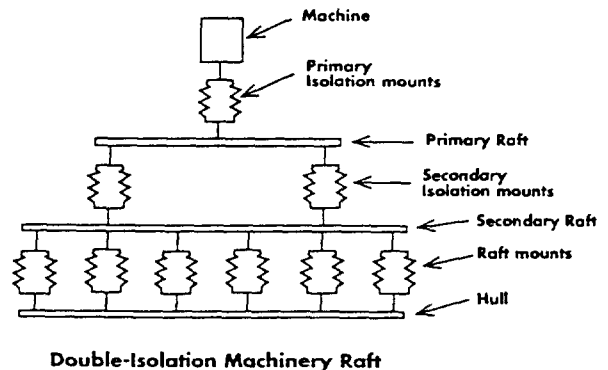 Machine
Primary
Isolation mounts
Primary Raft
Secondary
Isolation mounts
Secondary Raft
Raft mounts
Hull
Double-Isolation Machinery Raft